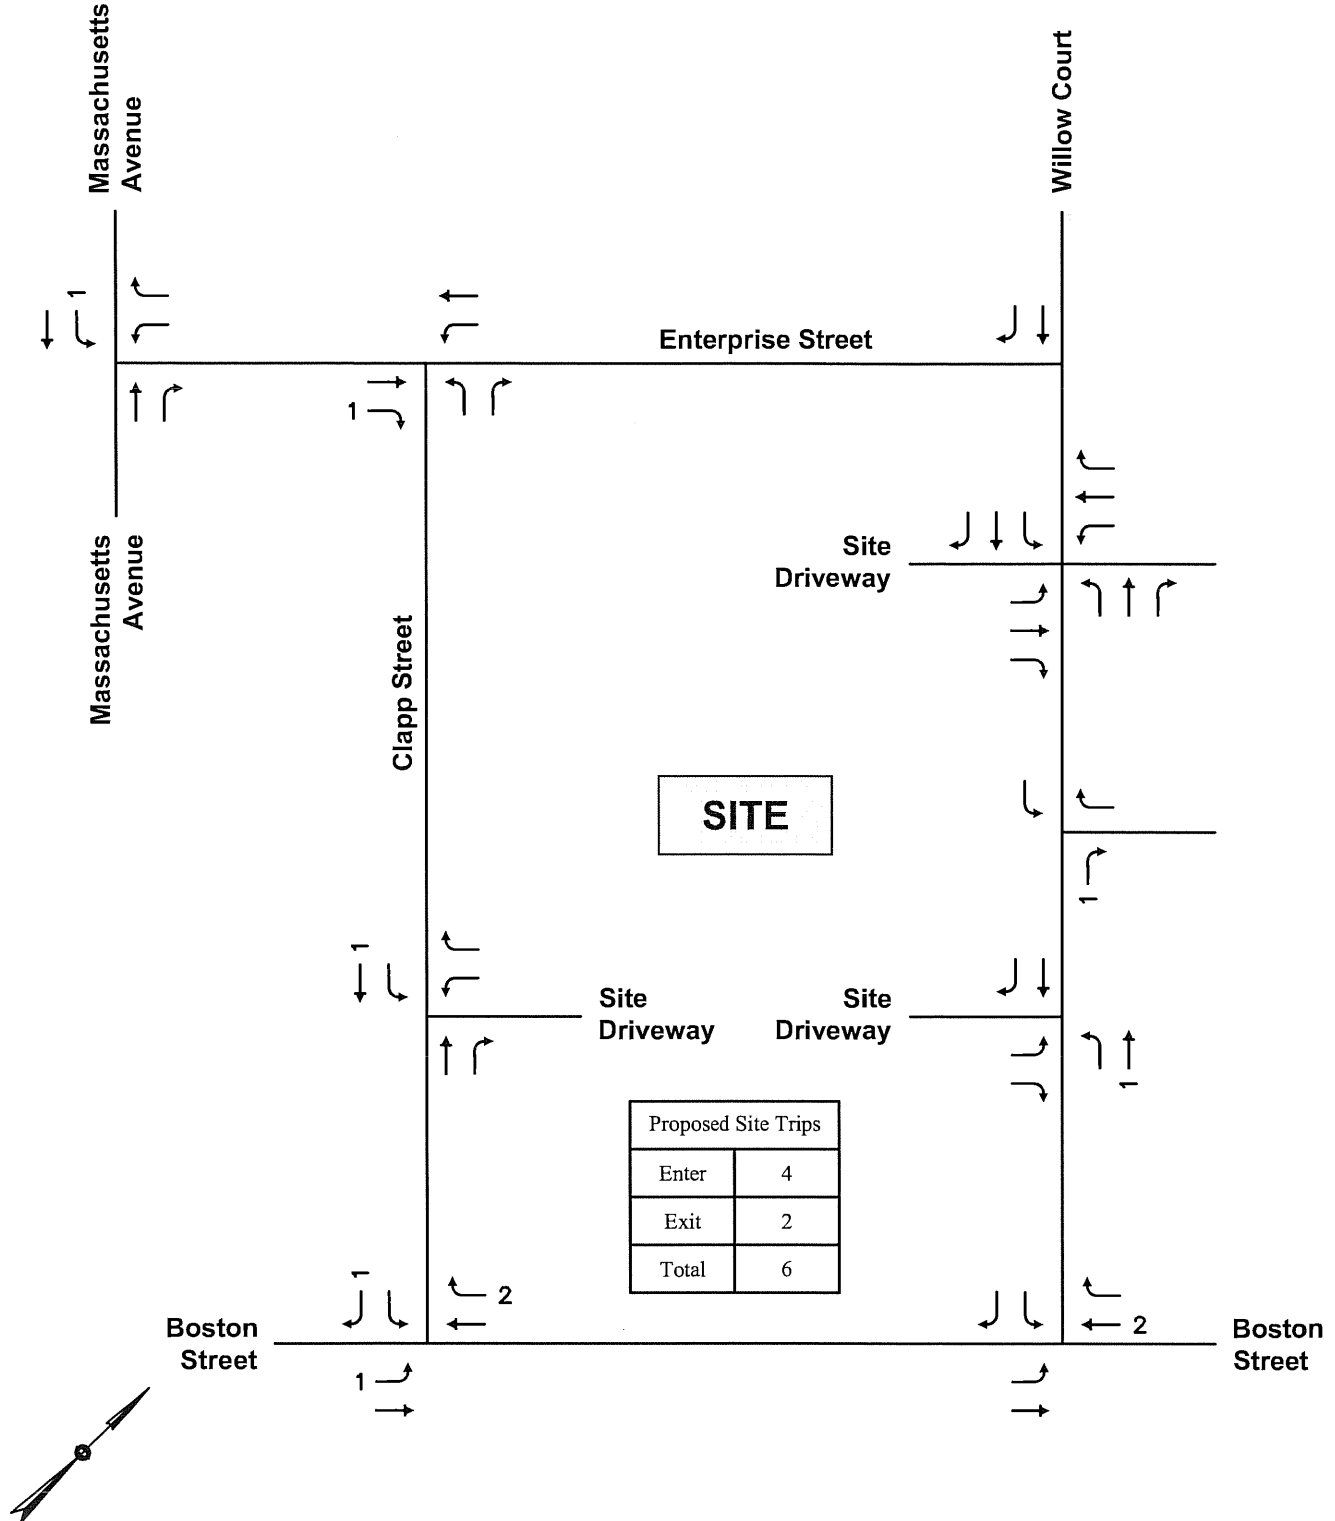 Massachusetts
Avenue
Willow Court
1
Enterprise Street
1
Massachusetts
Avenue
Site
Driveway
Clapp Street
SITE
1
1
Site
Driveway
Site
Driveway
1
Proposed Site Trips
Enter 4
Exit 2
Total 6
1
2
2
Boston
Street
Boston
Street
1